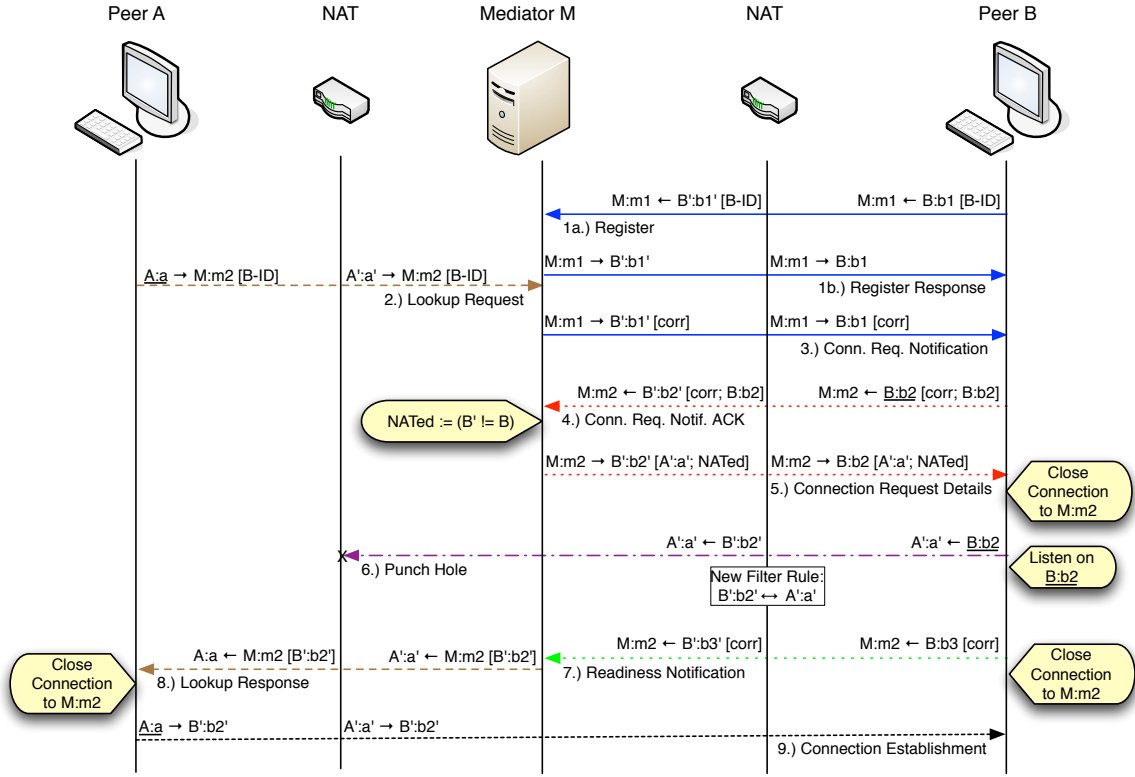 Peer A
NAT
Mediator M
NAT
Peer B
M:m1 ← B':b1' [B-ID]
M:m1 ← B:b1 [B-ID]
1a.) Register
A:a → M:m2 [B-ID]
A':a' → M:m2 [B-ID]
2.) Lookup Request
M:m1 → B':b1'
M:m1 → B:b1
1b.) Register Response
M:m1 → B':b1' [corr]
M:m1 → B:b1 [corr]
3.) Conn. Req. Notification
M:m2 ← B':b2' [corr; B:b2]
M:m2 ← B:b2 [corr; B:b2]
NATed := (B' != B)
4.) Conn. Req. Notif. ACK
M:m2 → B':b2' [A':a'; NATed]
M:m2 → B:b2 [A':a'; NATed]
5.) Connection Request Details
Close
Connection
to M:m2
A':a' ← B':b2'
A':a' ← B:b2
X
6.) Punch Hole
Listen on
B:b2
New Filter Rule:
B':b2' ↔ A':a'
M:m2 ← B':b3' [corr]
M:m2 ← B:b3 [corr]
7.) Readiness Notification
Close
Connection
to M:m2
A:a ← M:m2 [B':b2']
A':a' ← M:m2 [B':b2']
8.) Lookup Response
Close
Connection
to M:m2
A:a → B':b2'
A':a' → B':b2'
9.) Connection Establishment